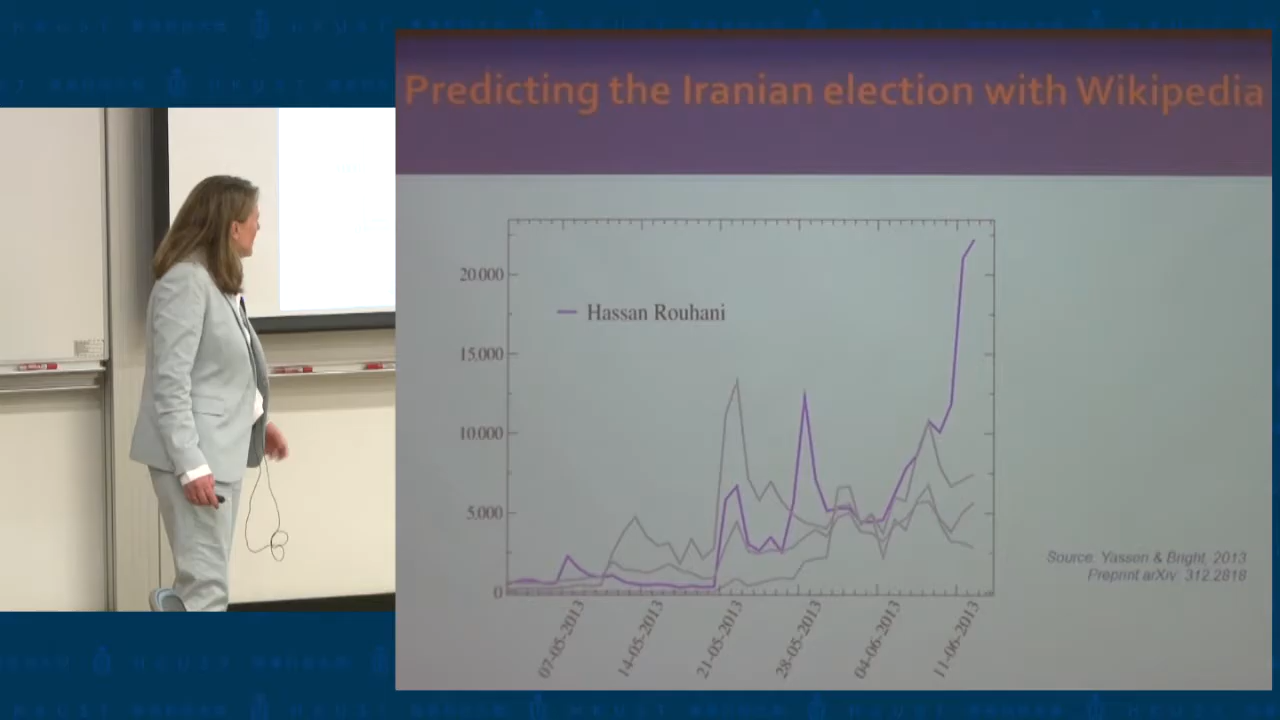 Predicting the Iranian election with Wikipedia
20 000
15.000
10 000
5.000
0
Hassan Rouhani
07-05-2013
14-05-2013
21-05-2013
28-05-2013
04-06-2013
11-06-2013
Source: Yasseri & Bright, 2013
Preprint arXiv 312.2818